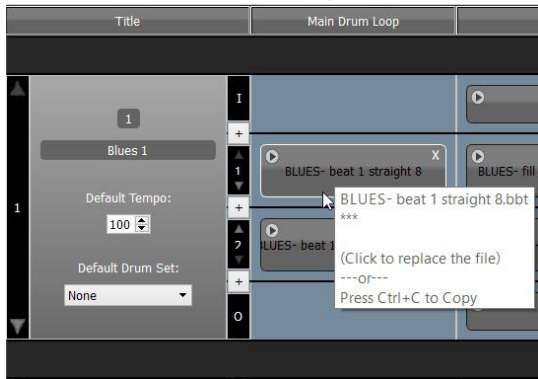 Title
Main Drum Loop
1
1
Blues 1
Default Tempo:
100
Default Drum Set:
None
I
+
1
+
2
+
O
BLUES- beat 1 straight 8
X
BLUES- fill
LUES- beat 1
BLUES- beat 1 straight 8.bbt
***
(Click to replace the file)
---or---
Press Ctrl+C to Copy